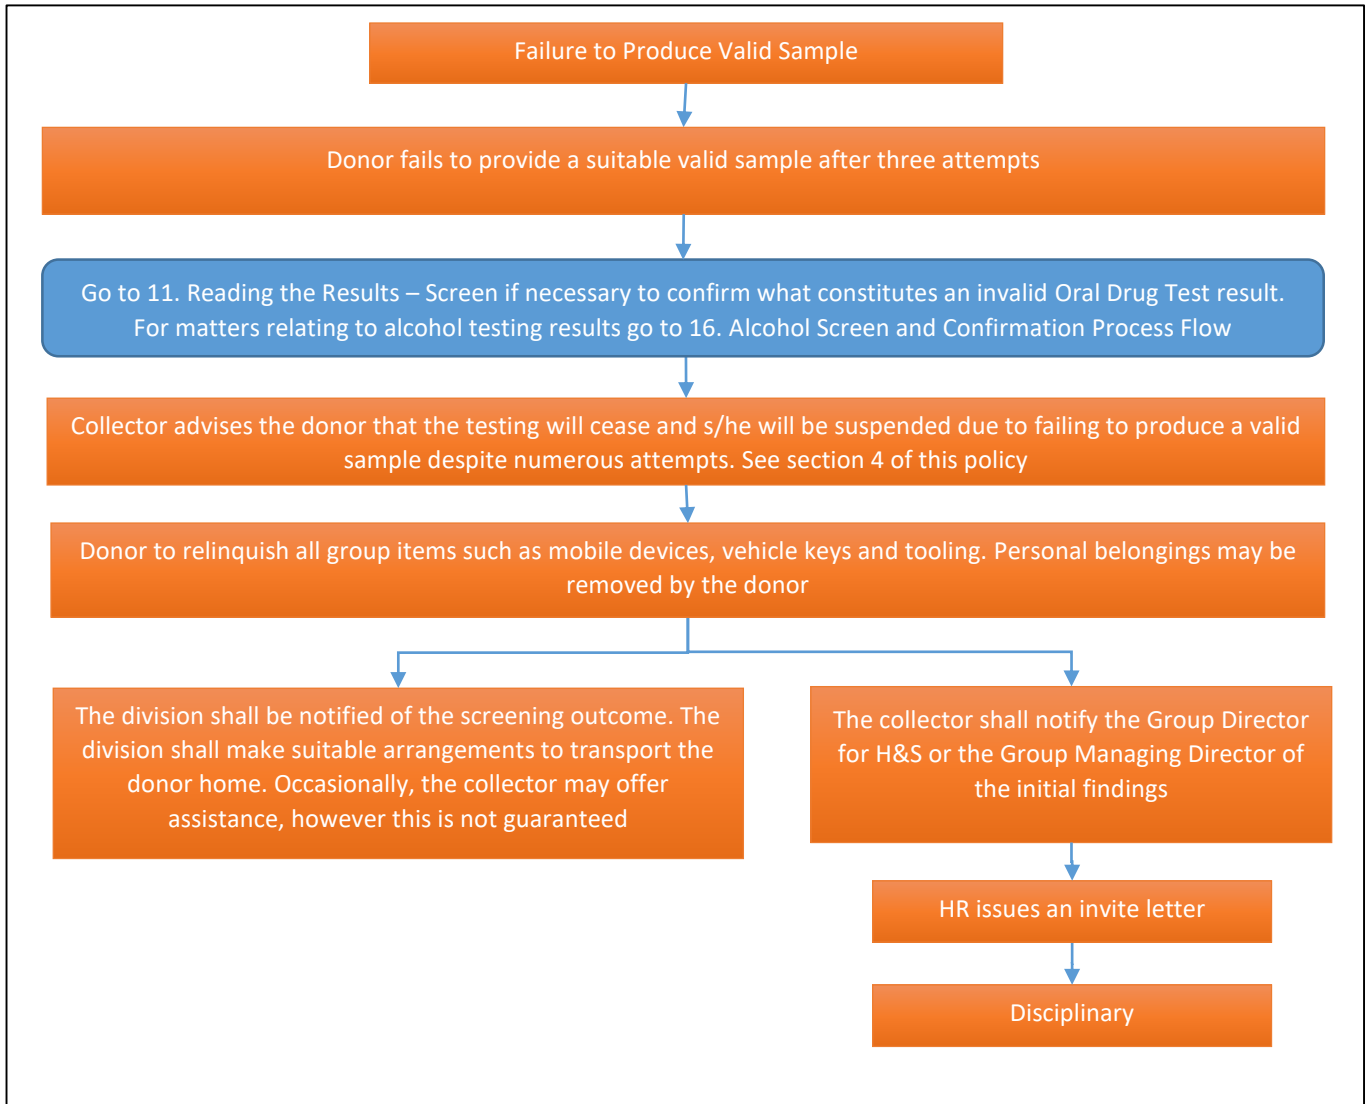 Failure to Produce Valid Sample
Donor fails to provide a suitable valid sample after three attempts
Go to 11. Reading the Results – Screen if necessary to confirm what constitutes an invalid Oral Drug Test result.
For matters relating to alcohol testing results go to 16. Alcohol Screen and Confirmation Process Flow
Collector advises the donor that the testing will cease and s/he will be suspended due to failing to produce a valid
sample despite numerous attempts. See section 4 of this policy
Donor to relinquish all group items such as mobile devices, vehicle keys and tooling. Personal belongings may be
removed by the donor
The division shall be notified of the screening outcome. The
division shall make suitable arrangements to transport the
donor home. Occasionally, the collector may offer
assistance, however this is not guaranteed
The collector shall notify the Group Director
for H&S or the Group Managing Director of
the initial findings
HR issues an invite letter
Disciplinary